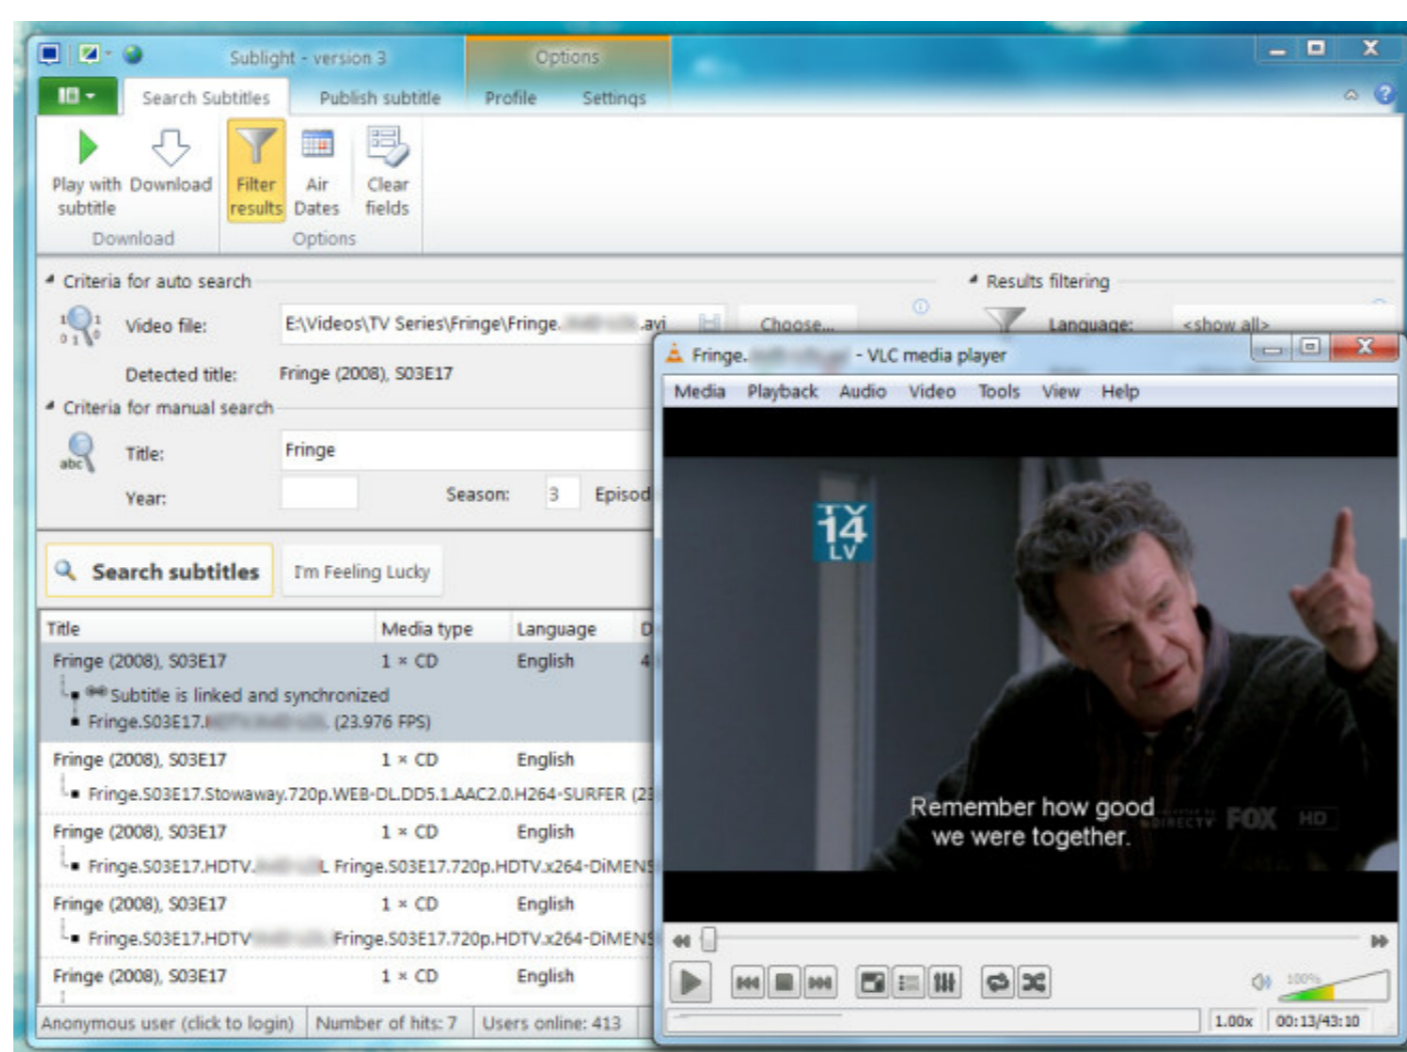 Sublight - version 3
Options
Search Subtitles
Publish subtitle
Profile
Settings
Play with subtitle
Download
Filter results
Air Dates
Clear fields
Download
Options
Criteria for auto search
Results filtering
Video file:
E:\Videos\TV Series\Fringe\Fringe. .avi
Choose...
Language:
<show all>
Detected title:
Fringe (2008), S03E17
Criteria for manual search
abc
Title:
Fringe
Year:
Season:
3
Search subtitles
I'm Feeling Lucky
Title
Media type
Language
Fringe (2008), S03E17
1 × CD
English
Subtitle is linked and synchronized
Fringe.S03E17. (23.976 FPS)
Fringe (2008), S03E17
1 × CD
English
Fringe.S03E17.Stowaway.720p.WEB-DL.DD5.1.AAC2.0.H264-SURFER
Fringe (2008), S03E17
1 × CD
English
Fringe.S03E17.HDTV. L Fringe.S03E17.720p.HDTV.x264-DiMENS
Fringe (2008), S03E17
1 × CD
English
Fringe.S03E17.HDTV Fringe.S03E17.720p.HDTV.x264-DiMENS
Fringe (2008), S03E17
1 × CD
English
Anonymous user (click to login)
Number of hits: 7
Users online: 413
Fringe. - VLC media player
Media
Playback
Audio
Video
Tools
View
Help
TV
14
LV
Remember how good
we were together.
DIRECTV
FOX HD
100%
1.00x
00:13/43:10